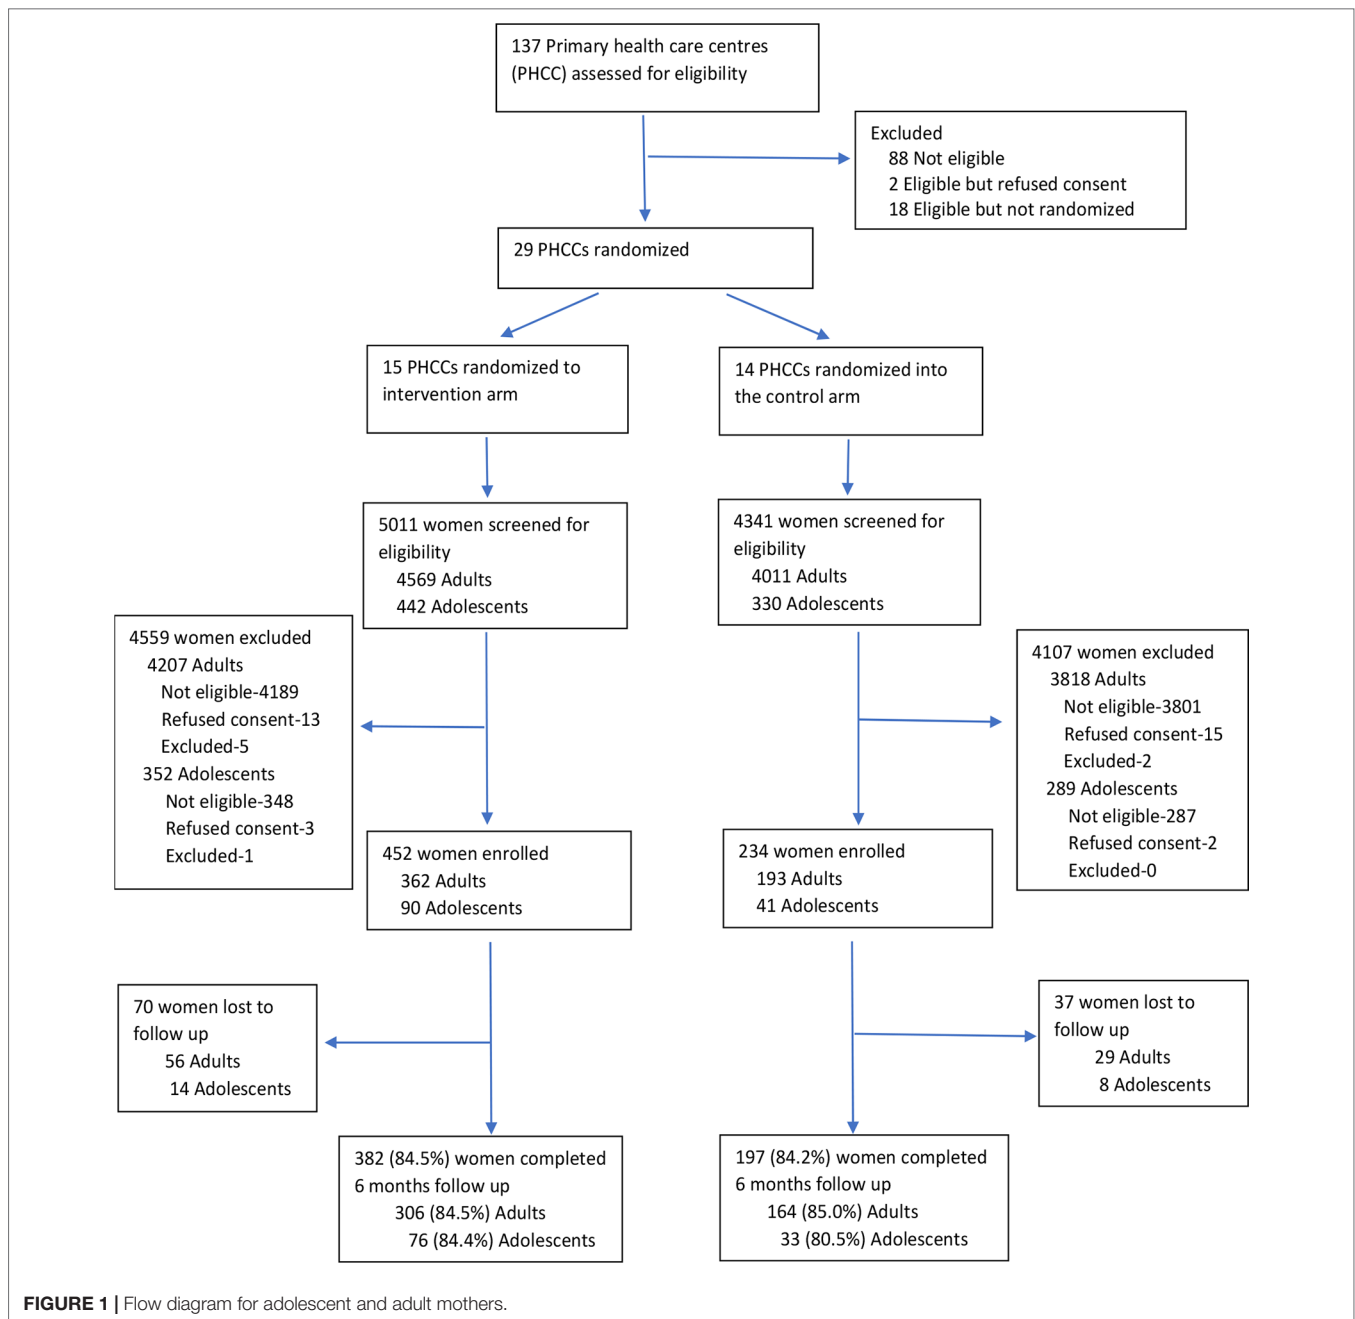 137 Primary health care centres
(PHCC) assessed for eligibility
Excluded
88 Not eligible
2 Eligible but refused consent
18 Eligible but not randomized
29 PHCCs randomized
15 PHCCs randomized to
intervention arm
14 PHCCs randomized into
the control arm
5011 women screened for
eligibility
4569 Adults
442 Adolescents
4341 women screened for
eligibility
4011 Adults
330 Adolescents
4559 women excluded
4207 Adults
Not eligible-4189
Refused consent-13
Excluded-5
352 Adolescents
Not eligible-348
Refused consent-3
Excluded-1
4107 women excluded
3818 Adults
Not eligible-3801
Refused consent-15
Excluded-2
289 Adolescents
Not eligible-287
Refused consent-2
Excluded-0
452 women enrolled
362 Adults
90 Adolescents
234 women enrolled
193 Adults
41 Adolescents
70 women lost to
follow up
56 Adults
14 Adolescents
37 women lost to
follow up
29 Adults
8 Adolescents
382 (84.5%) women completed
6 months follow up
306 (84.5%) Adults
76 (84.4%) Adolescents
197 (84.2%) women completed
6 months follow up
164 (85.0%) Adults
33 (80.5%) Adolescents
FIGURE 1 | Flow diagram for adolescent and adult mothers.